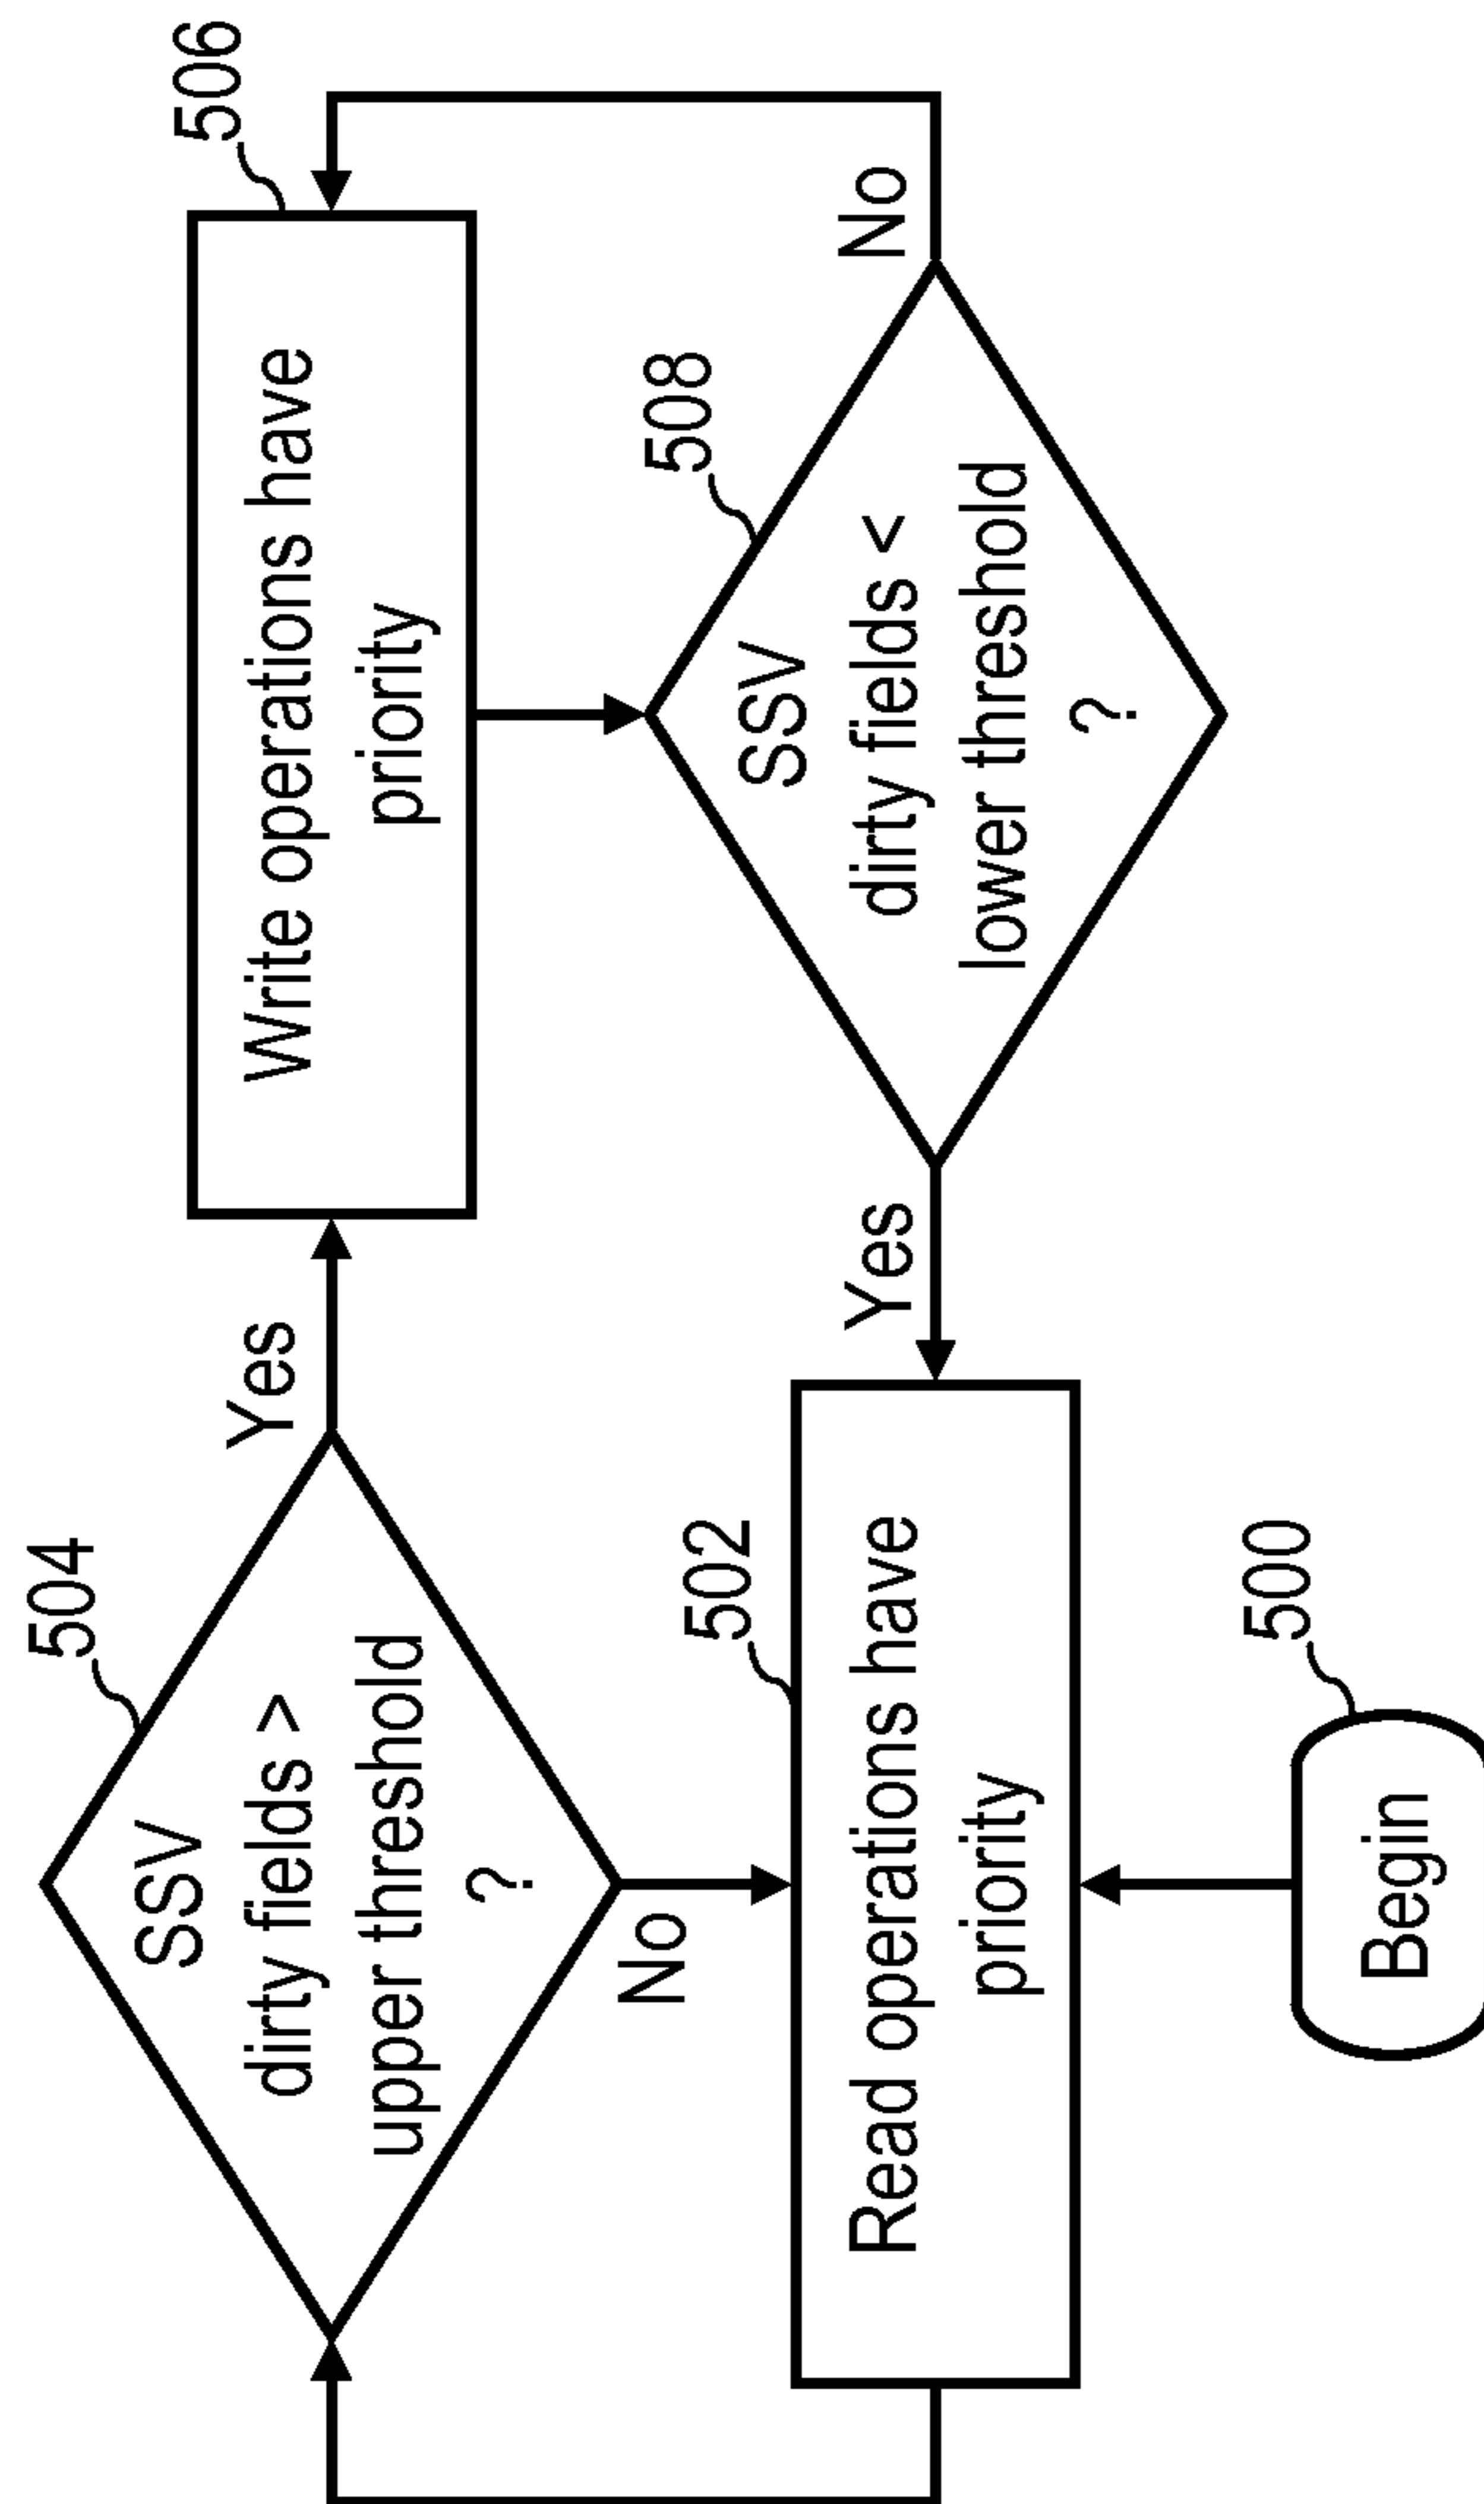 504
SSV
dirty fields >
upper threshold
?
Yes
No
506
Write operations have
priority
502
Read operations have
priority
508
SSV
dirty fields <
lower threshold
?
Yes
No
500
Begin